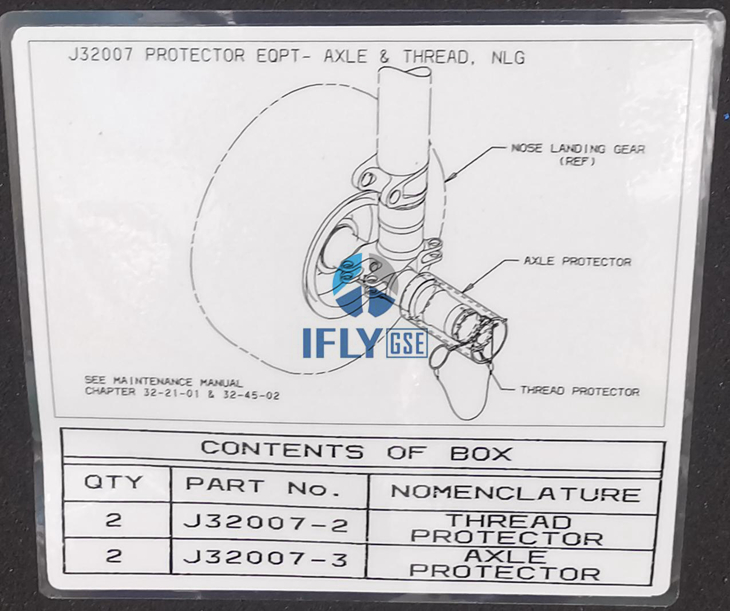 J32007 PROTECTOR EQPT- AXLE & THREAD, NLG
NOSE LANDING GEAR
(REF)
AXLE PROTECTOR
IFLY GSE
THREAD PROTECTOR
SEE MAINTENANCE MANUAL
CHAPTER 32-21-01 & 32-45-02
CONTENTS OF BOX
QTY PART No. NOMENCLATURE
2 J32007-2 THREAD
PROTECTOR
2 J32007-3 AXLE
PROTECTOR